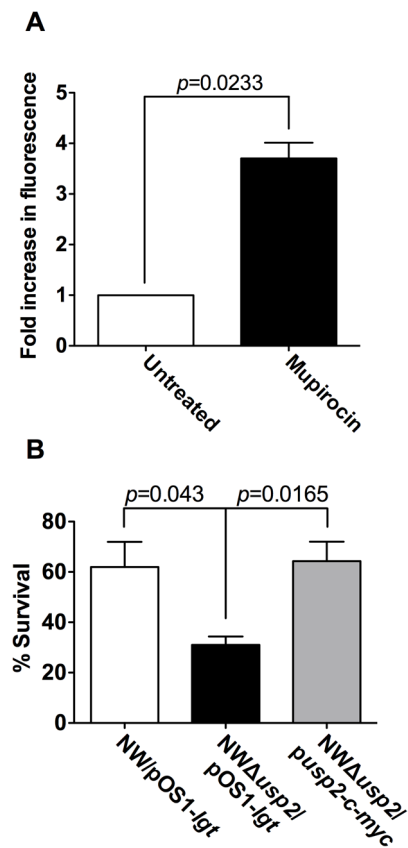 A
p=0.0233
5
4
3
2
1
0
Fold increase in fluorescence
Untreated
Mupirocin
B
p=0.043
p=0.0165
80
60
40
20
0
% Survival
NW/pOS1-lgt
NWΔusp2/
pOS1-lgt
NWΔusp2/
pusp2-c-myc